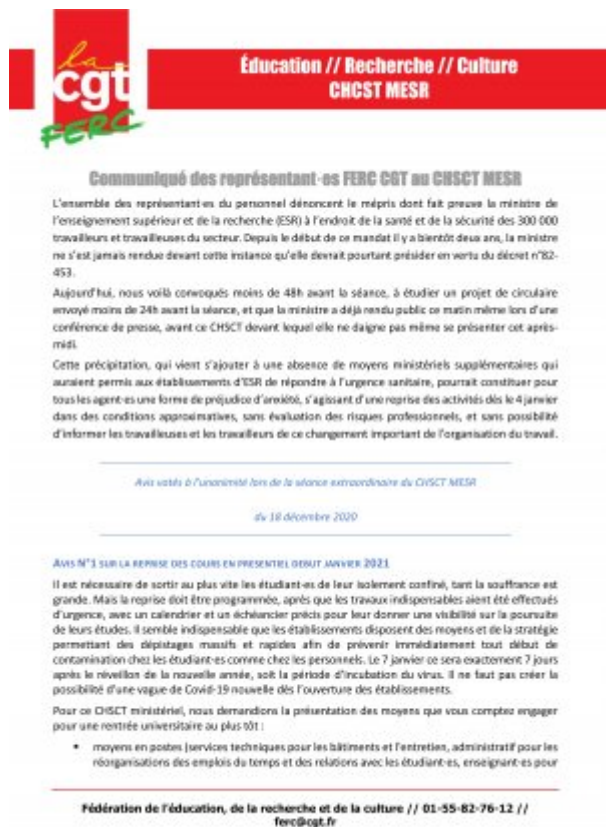 la
cgt
FERC
Éducation // Recherche // Culture
CHCST MESR
Communiqué des représentant·es FERC CGT au CHSCT MESR
L'ensemble des représentant·es du personnel dénoncent le mépris dont fait preuve la ministre de
l'enseignement supérieur et de la recherche (ESR) à l'endroit de la santé et de la sécurité des 300 000
travailleurs et travailleuses du secteur. Depuis le début de ce mandat il y a bientôt deux ans, la ministre
ne s'est jamais rendue devant cette instance qu'elle devrait pourtant présider en vertu du décret n°82-
453.
Aujourd'hui, nous voilà convoqués moins de 48h avant la séance, à étudier un projet de circulaire
envoyé moins de 24h avant la séance, et que la ministre a déjà rendu public ce matin même lors d'une
conférence de presse, avant ce CHSCT devant lequel elle ne daigne pas même se présenter cet après-
midi.
Cette précipitation, qui vient s'ajouter à une absence de moyens ministériels supplémentaires qui
auraient permis aux établissements d'ESR de répondre à l'urgence sanitaire, pourrait constituer pour
tous les agent·es une forme de préjudice d'anxiété, s'agissant d'une reprise des activités dès le 4 janvier
dans des conditions approximatives, sans évaluation des risques professionnels, et sans possibilité
d'informer les travailleuses et les travailleurs de ce changement important de l'organisation du travail.
Avis votés à l'unanimité lors de la séance extraordinaire du CHSCT MESR
du 18 décembre 2020
AVIS N°1 SUR LA REPRISE DES COURS EN PRESENTIEL DEBUT JANVIER 2021
Il est nécessaire de sortir au plus vite les étudiant·es de leur isolement confiné, tant la souffrance est
grande. Mais la reprise doit être programmée, après que les travaux indispensables aient été effectués
d'urgence, avec un calendrier et un échéancier précis pour leur donner une visibilité sur la poursuite
de leurs études. Il semble indispensable que les établissements disposent des moyens et de la stratégie
permettant des dépistages massifs et rapides afin de prévenir immédiatement tout début de
contamination chez les étudiant·es comme chez les personnels. Le 7 janvier ce sera exactement 7 jours
après le réveillon de la nouvelle année, soit la période d'incubation du virus. Il ne faut pas créer la
possibilité d'une vague de Covid-19 nouvelle dès l'ouverture des établissements.
Pour ce CHSCT ministériel, nous demandions la présentation des moyens que vous comptez engager
pour une rentrée universitaire au plus tôt :
• moyens en postes (services techniques pour les bâtiments et l'entretien, administratif pour les
réorganisations des emplois du temps et des relations avec les étudiant·es, enseignant·es pour
Fédération de l'éducation, de la recherche et de la culture // 01-55-82-76-12 //
ferc@cgt.fr